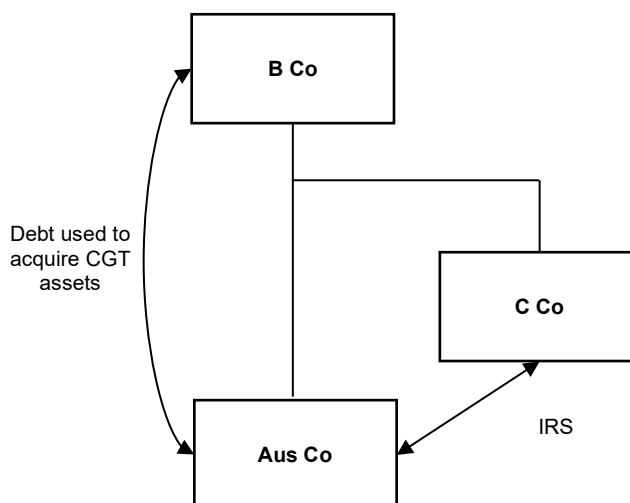 B Co
Debt used to
acquire CGT
assets
C Co
IRS
Aus Co